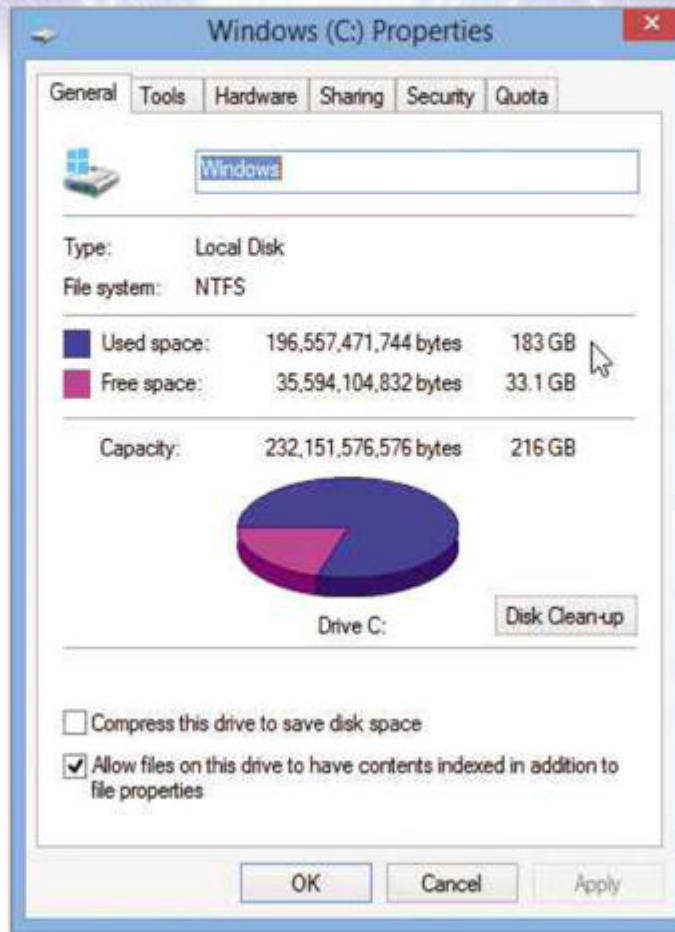 Windows (C:) Properties
General Tools Hardware Sharing Security Quota
Windows
Type: Local Disk
File system: NTFS
Used space: 196,557,471,744 bytes 183 GB
Free space: 35,594,104,832 bytes 33.1 GB
Capacity: 232,151,576,576 bytes 216 GB
Drive C:
Disk Clean-up
Compress this drive to save disk space
Allow files on this drive to have contents indexed in addition to
file properties
OK Cancel Apply